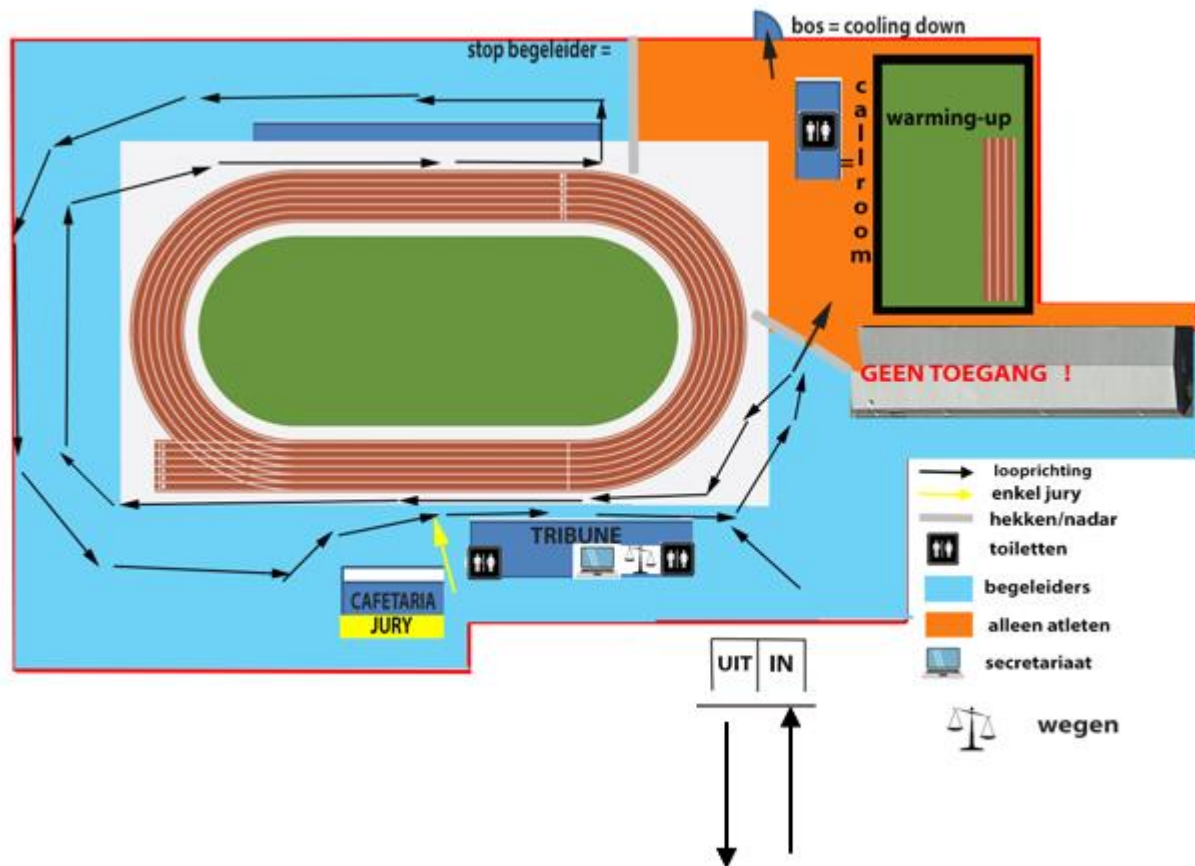 bos = cooling down
stop begeleider =
callroom
=
warming-up
GEEN TOEGANG !
looprichting
enkel jury
hekken/nadar
toiletten
begeleiders
alleen atleten
secretariaat
wegen
TRIBUNE
CAFETARIA
JURY
UIT
IN